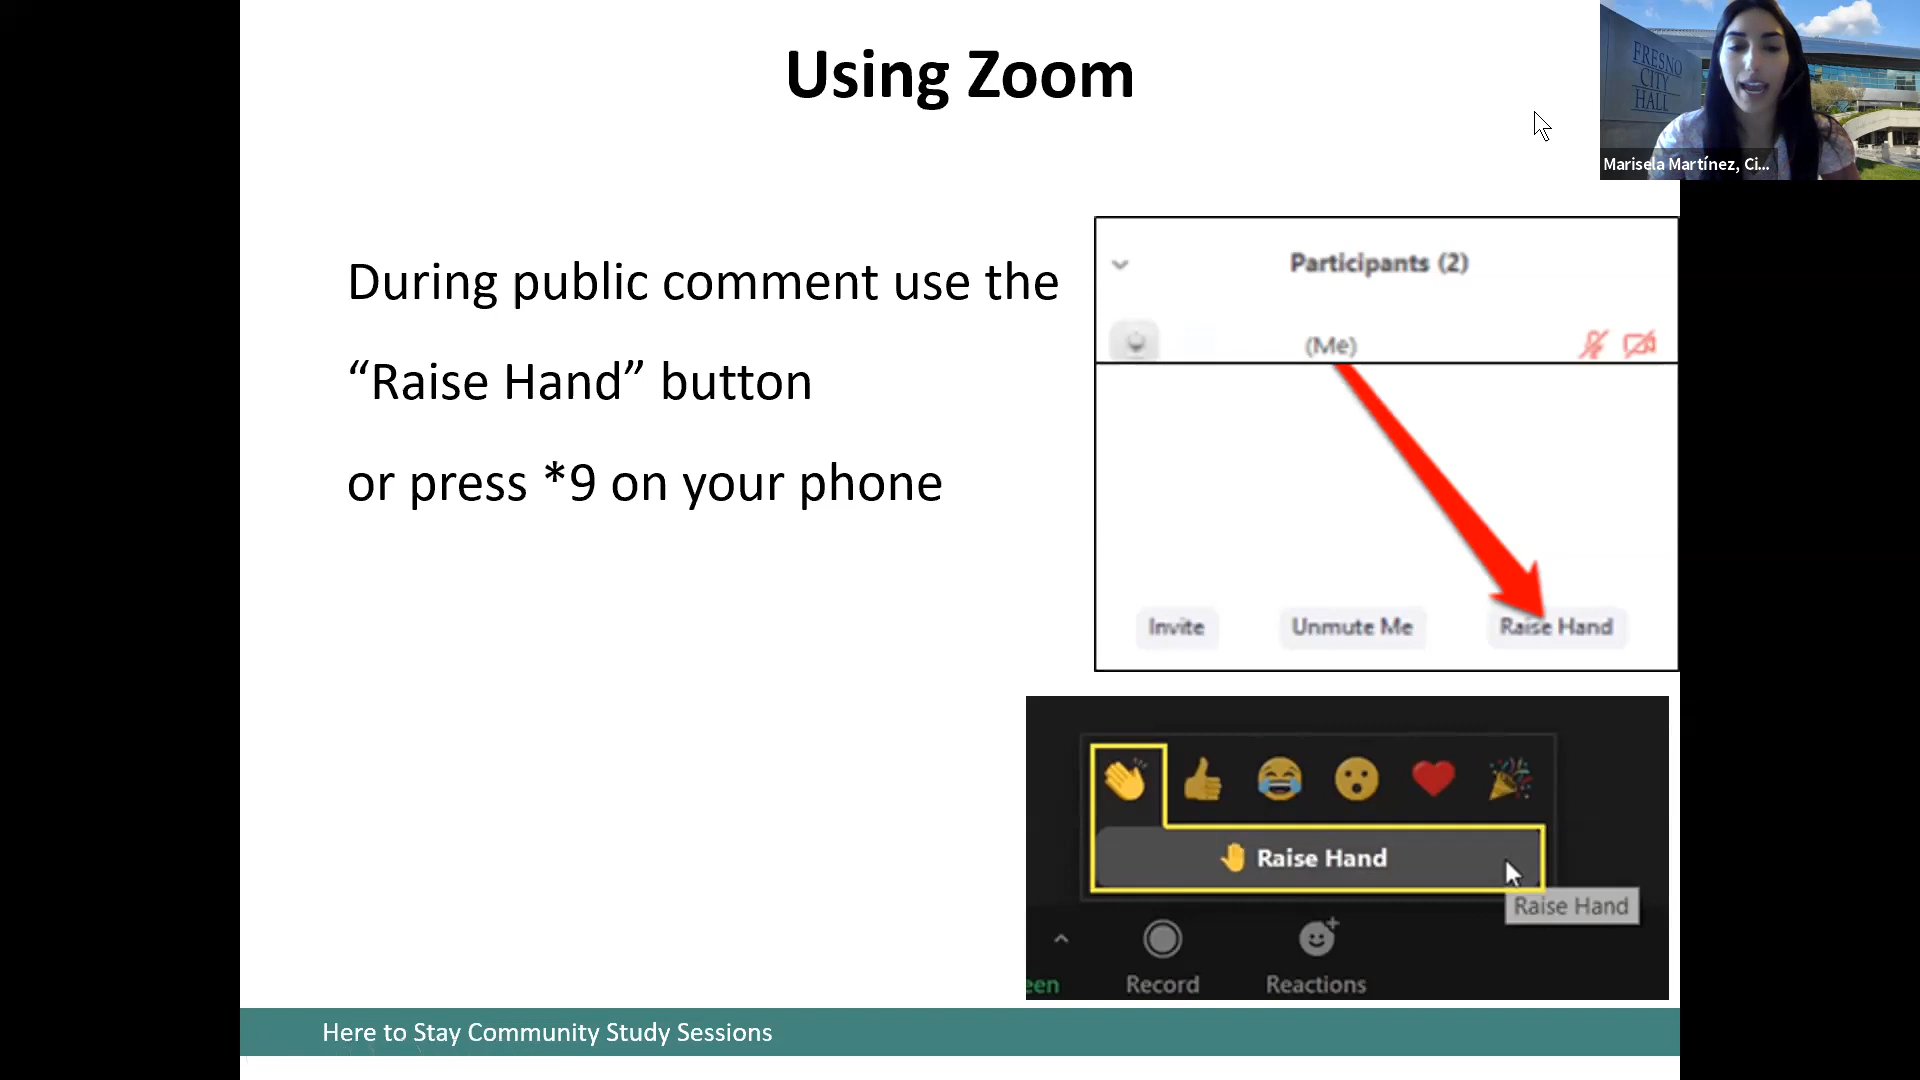 Using Zoom
FRESNO
CITY
HALL
Marisela Martínez, Ci...
During public comment use the
“Raise Hand” button
or press *9 on your phone
Participants (2)
(Me)
Invite
Unmute Me
Raise Hand
Raise Hand
Raise Hand
een
Record
Reactions
Here to Stay Community Study Sessions